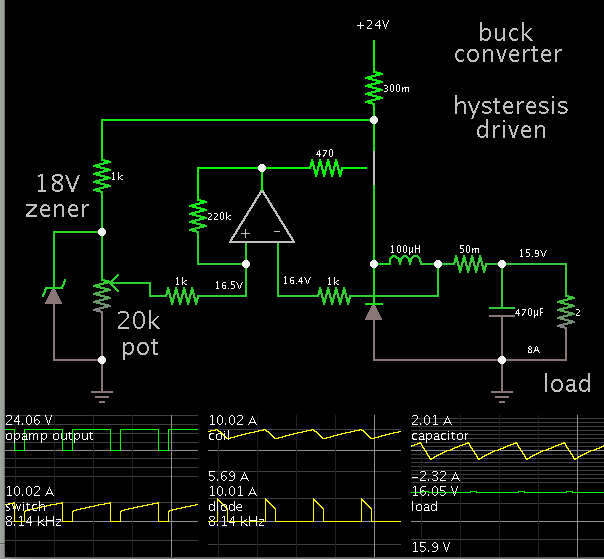 +24V
buck
converter
300m
hysteresis
driven
470
18V
zener
1k
220k
+ −
100µH
50m
15.9V
1k
16.5V
16.4V
1k
20k
pot
470µF
2
8A
load
24.06 V
opamp output
10.02 A
coil
2.01 A
capacitor
5.69 A
−2.32 A
10.02 A
switch
8.14 kHz
10.01 A
diode
8.14 kHz
16.05 V
load
15.9 V